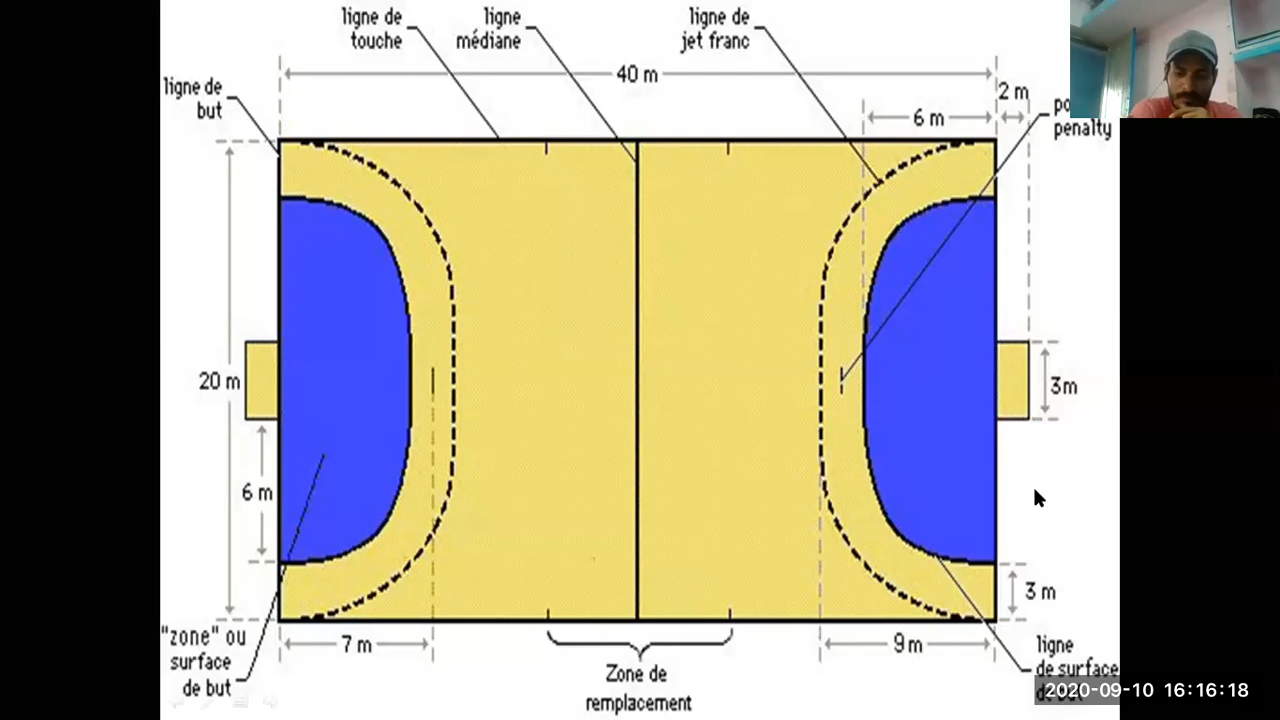 ligne de
touche
ligne
médiane
ligne de
jet franc
40 m
ligne de
but
2 m
6 m
penalty
20 m
3m
6 m
3 m
"zone" ou
surface
de but
7 m
9 m
Zone de
remplacement
ligne
de surface
2020-09-10 16:16:18